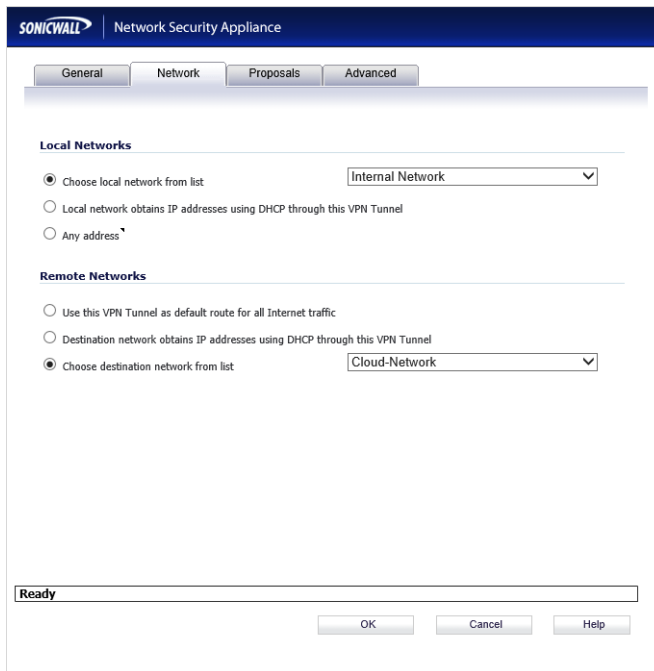 SONICWALL Network Security Appliance
General Network Proposals Advanced
Local Networks
Choose local network from list Internal Network
Local network obtains IP addresses using DHCP through this VPN Tunnel
Any address
Remote Networks
Use this VPN Tunnel as default route for all Internet traffic
Destination network obtains IP addresses using DHCP through this VPN Tunnel
Choose destination network from list Cloud-Network
Ready
OK Cancel Help